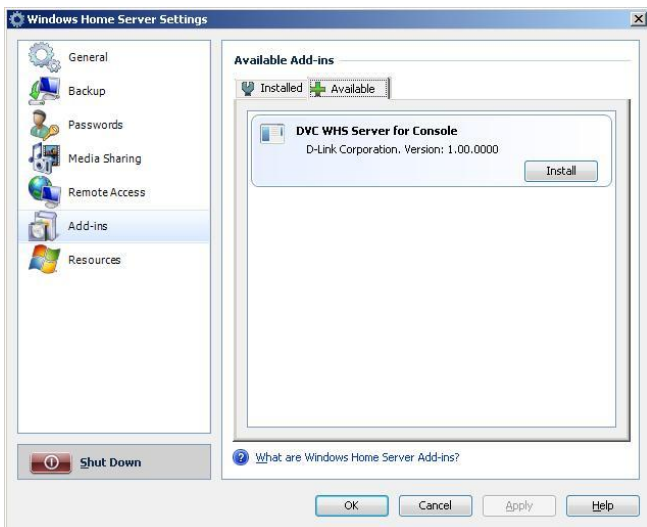 Windows Home Server Settings
General
Backup
Passwords
Media Sharing
Remote Access
Add-ins
Resources
Shut Down
Available Add-ins
Installed
Available
DVC WHS Server for Console
D-Link Corporation. Version: 1.00.0000
Install
What are Windows Home Server Add-ins?
OK
Cancel
Apply
Help